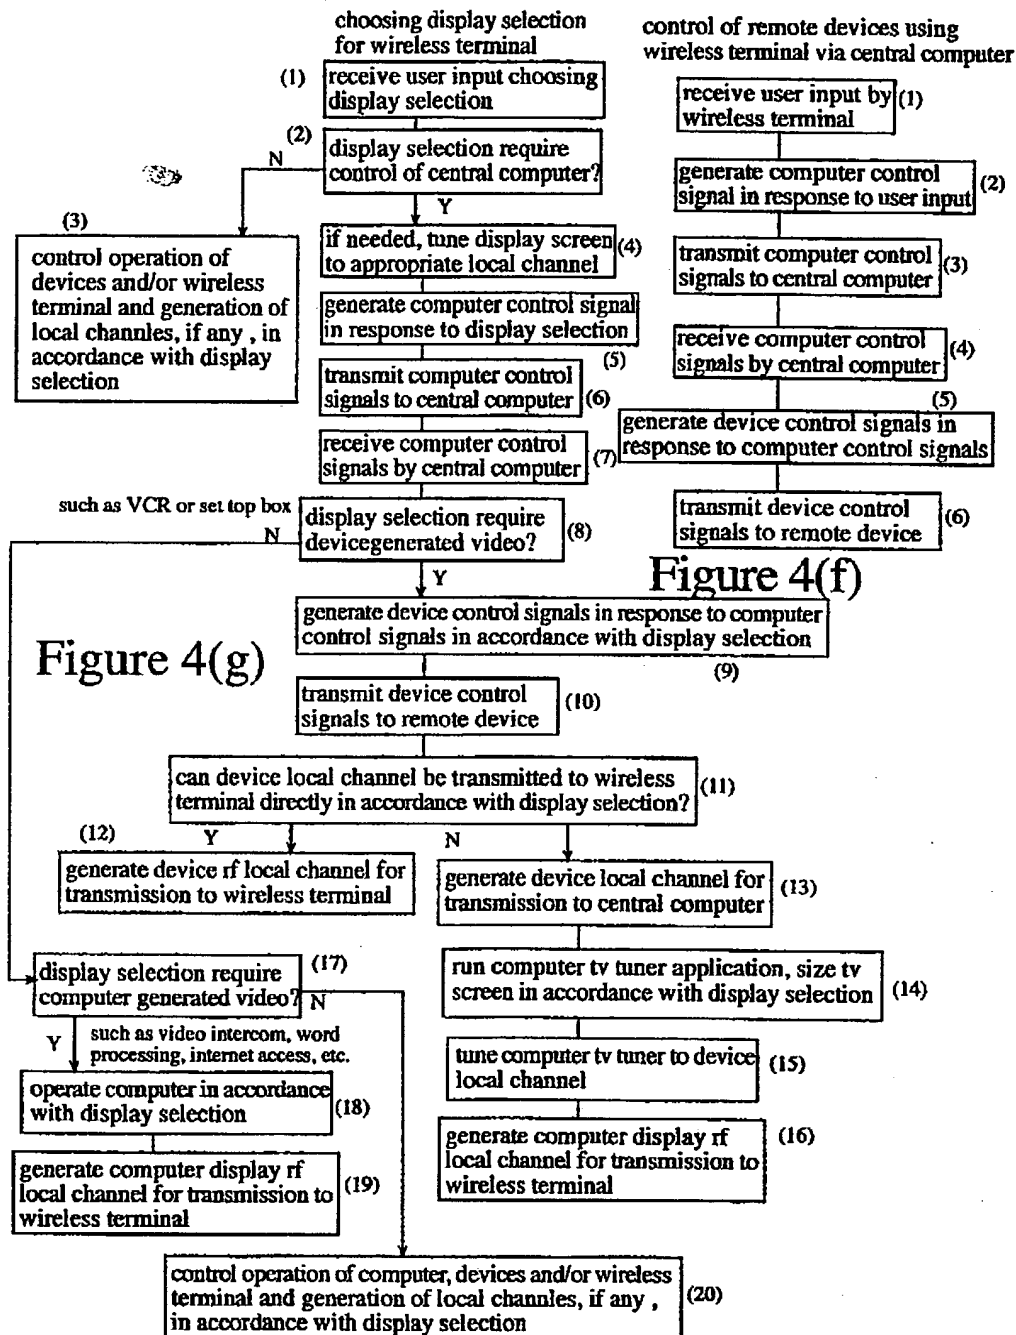 choosing display selection
for wireless terminal
(1)
receive user input choosing
display selection
(2)
display selection require
control of central computer?
N
Y
(3)
control operation of
devices and/or wireless
terminal and generation of
local channles, if any , in
accordance with display
selection
if needed, tune display screen
to appropriate local channel
(4)
generate computer control signal
in response to display selection
(5)
transmit computer control
signals to central computer
(6)
receive computer control
signals by central computer
(7)
such as VCR or set top box
N
display selection require
devicegenerated video?
(8)
Y
generate device control signals in response to computer
control signals in accordance with display selection
(9)
Figure 4(g)
transmit device control
signals to remote device
(10)
can device local channel be transmitted to wireless
terminal directly in accordance with display selection?
(11)
(12)
Y
N
generate device rf local channel for
transmission to wireless terminal
generate device local channel for
transmission to central computer
(13)
run computer tv tuner application, size tv
screen in accordance with display selection
(14)
tune computer tv tuner to device
local channel
(15)
generate computer display rf
local channel for transmission to
wireless terminal
(16)
display selection require
computer generated video?
(17)
N
Y
such as video intercom, word
processing, internet access, etc.
operate computer in accordance
with display selection
(18)
generate computer display rf
local channel for transmission to
wireless terminal
(19)
control operation of computer, devices and/or wireless
terminal and generation of local channles, if any ,
in accordance with display selection
(20)
control of remote devices using
wireless terminal via central computer
receive user input by
wireless terminal
(1)
generate computer control
signal in response to user input
(2)
transmit computer control
signals to central computer
(3)
receive computer control
signals by central computer
(4)
(5)
generate device control signals in
response to computer control signals
transmit device control
signals to remote device
(6)
Figure 4(f)